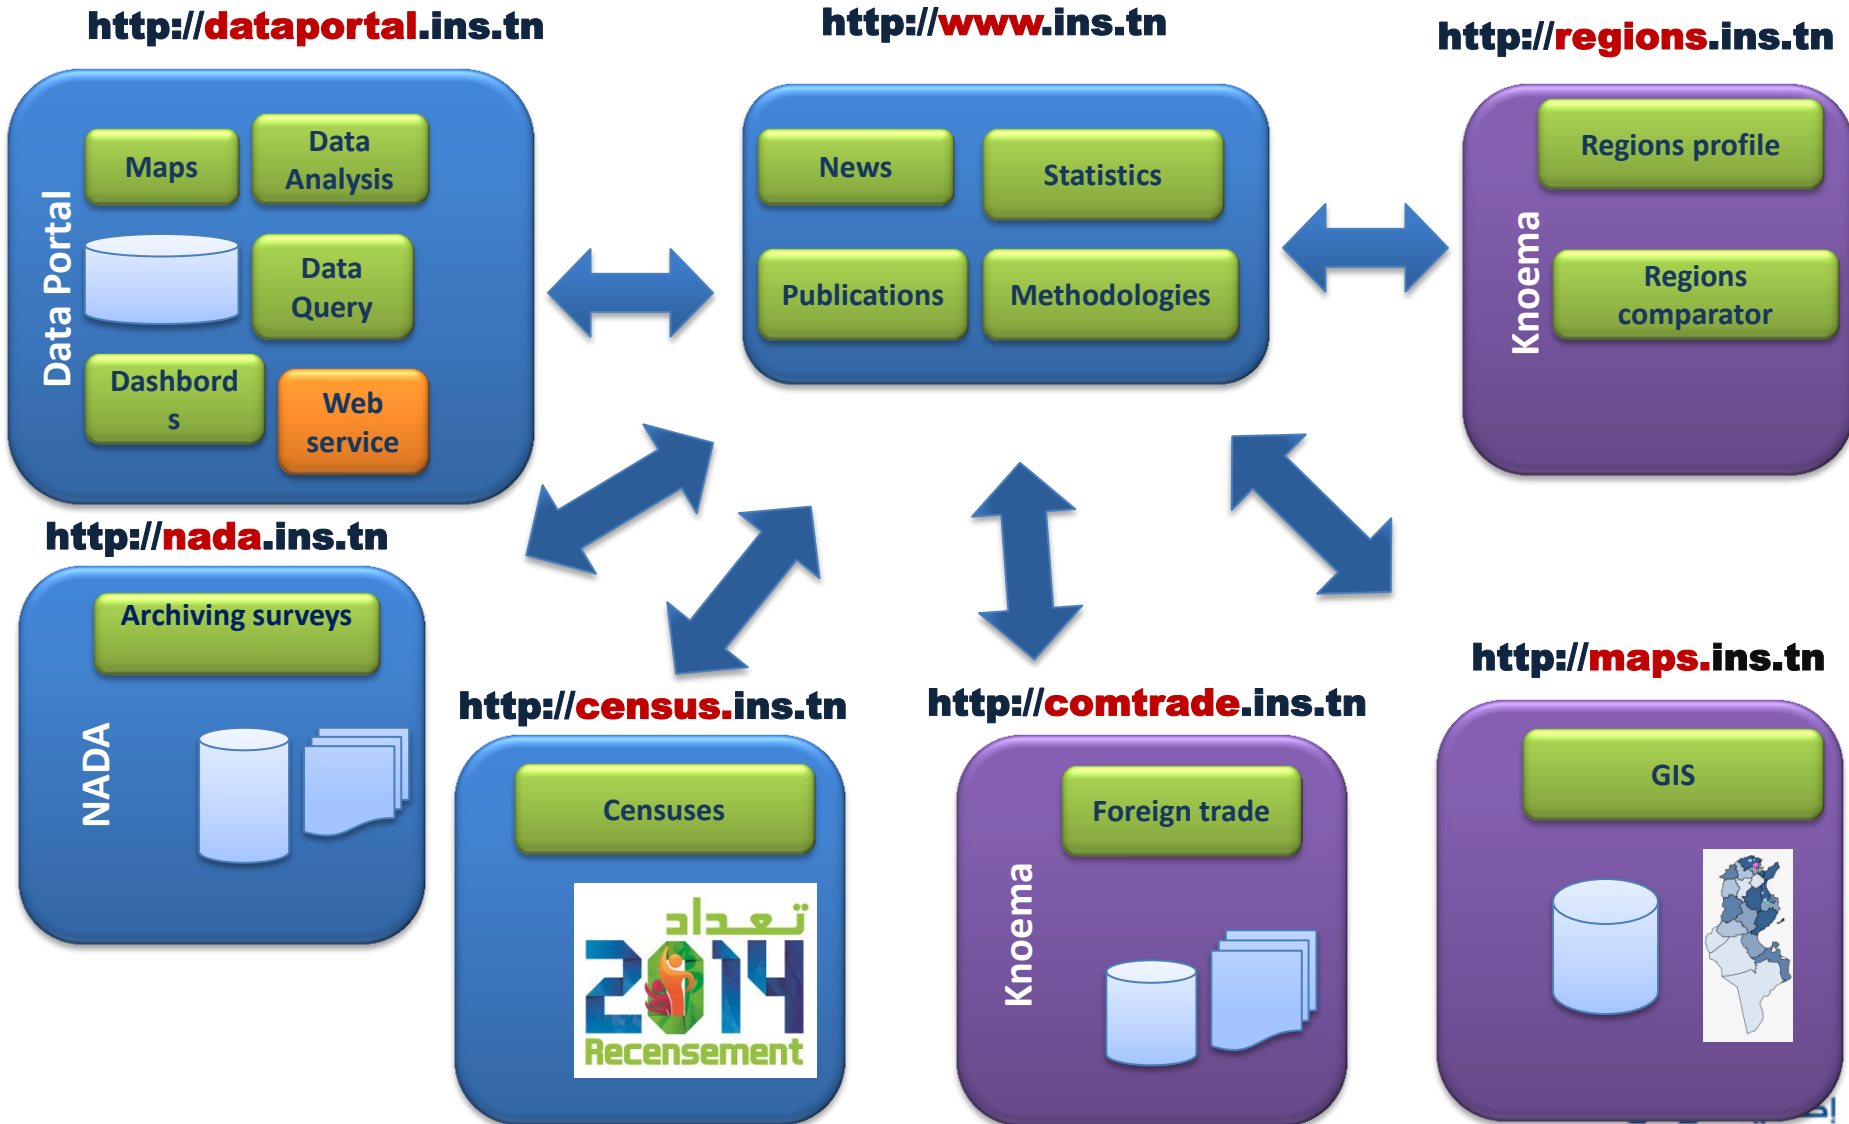 http://dataportal.ins.tn
Data Portal
Maps
Data
Analysis
Data
Query
Dashbord
s
Web
service
http://www.ins.tn
News
Statistics
Publications
Methodologies
http://regions.ins.tn
Knoema
Regions profile
Regions
comparator
http://nada.ins.tn
NADA
Archiving surveys
http://census.ins.tn
Censuses
تعداد
2014
Recensement
http://comtrade.ins.tn
Knoema
Foreign trade
http://maps.ins.tn
GIS